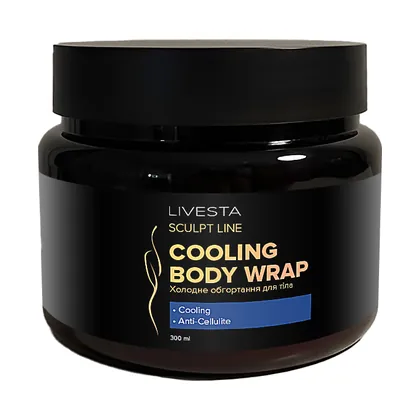 LIVESTA
SCULPT LINE
COOLING
BODY WRAP
Холодне обгортання для тіла
• Cooling
• Anti-Cellulite
300 ml